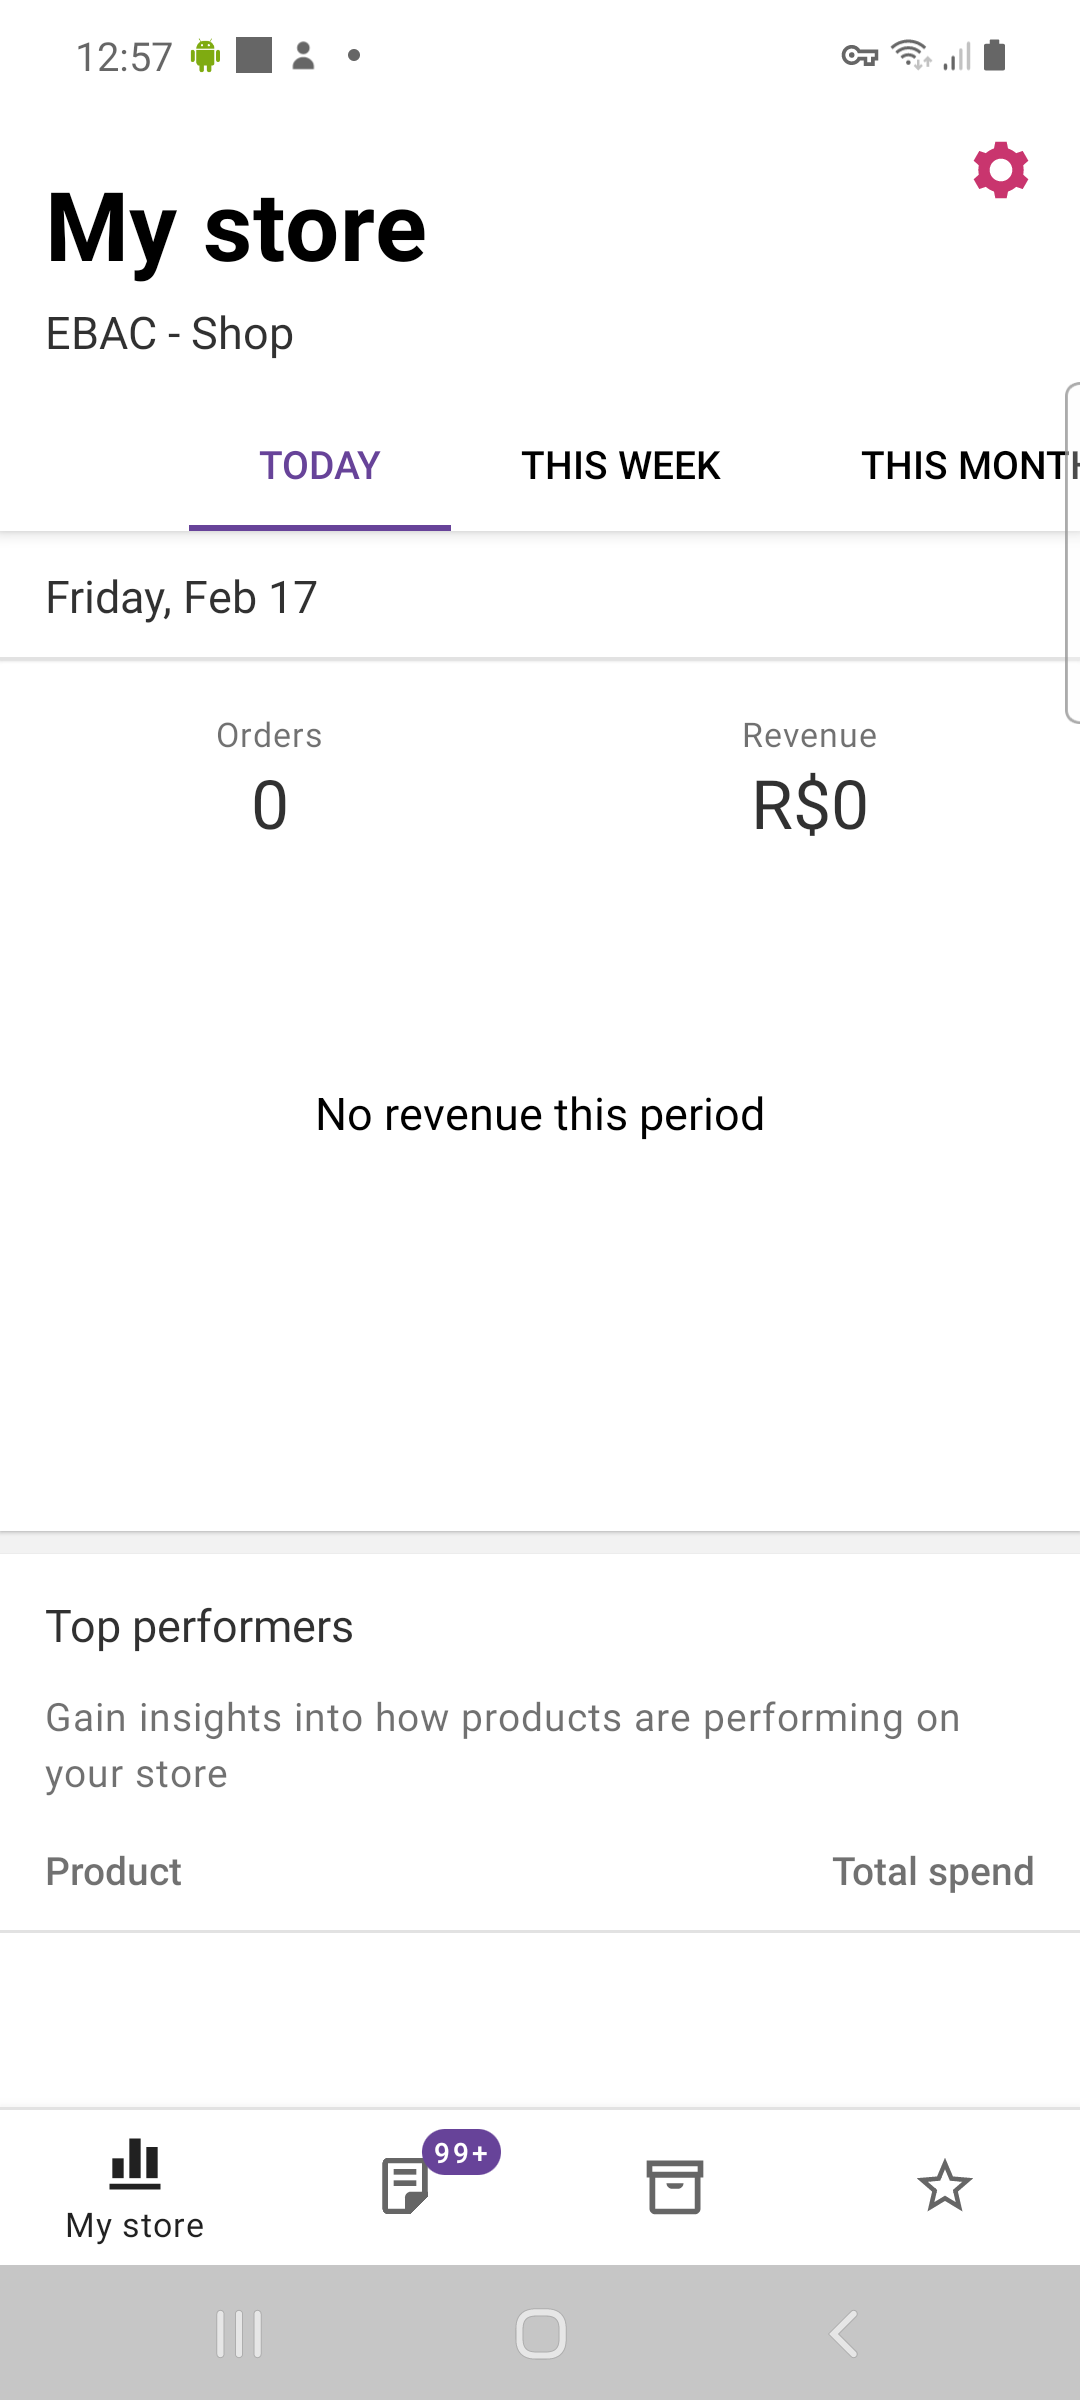 12:57
My store
EBAC - Shop
TODAY THIS WEEK THIS MONTH
Friday, Feb 17
Orders Revenue
0 R$0
No revenue this period
Top performers
Gain insights into how products are performing on
your store
Product Total spend
99+
My store